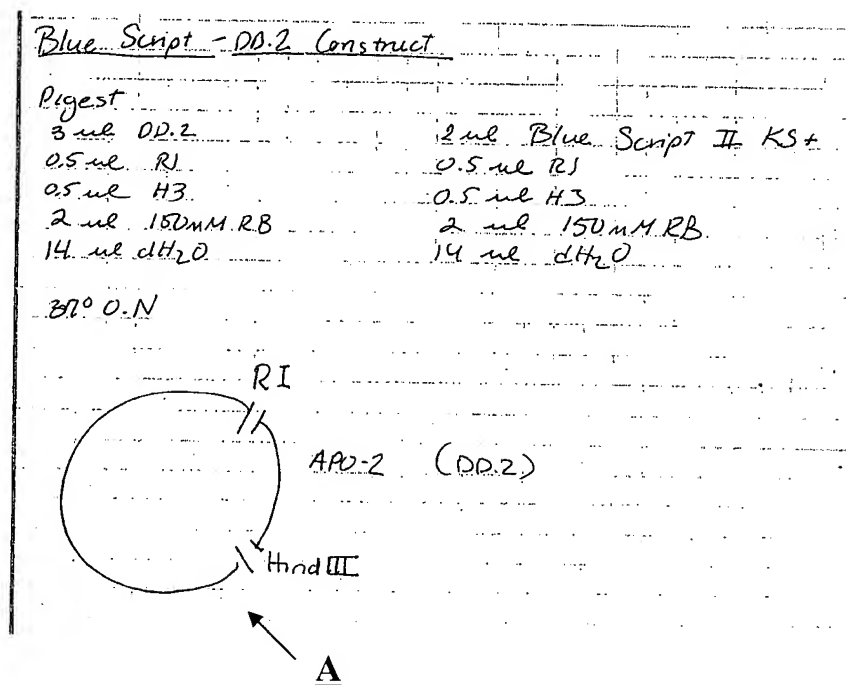 Blue Script - DD.2 Construct
Digest
3 ul DD.2
0.5 ul RI
0.5 ul H3
2 ul 150mM RB
14 ul dH2O
2 ul Blue Script II KS+
0.5 ul RI
0.5 ul H3
2 ul 150mM RB
14 ul dH2O
37° O.N
RI
APO-2 (DD.2)
Hind III
A